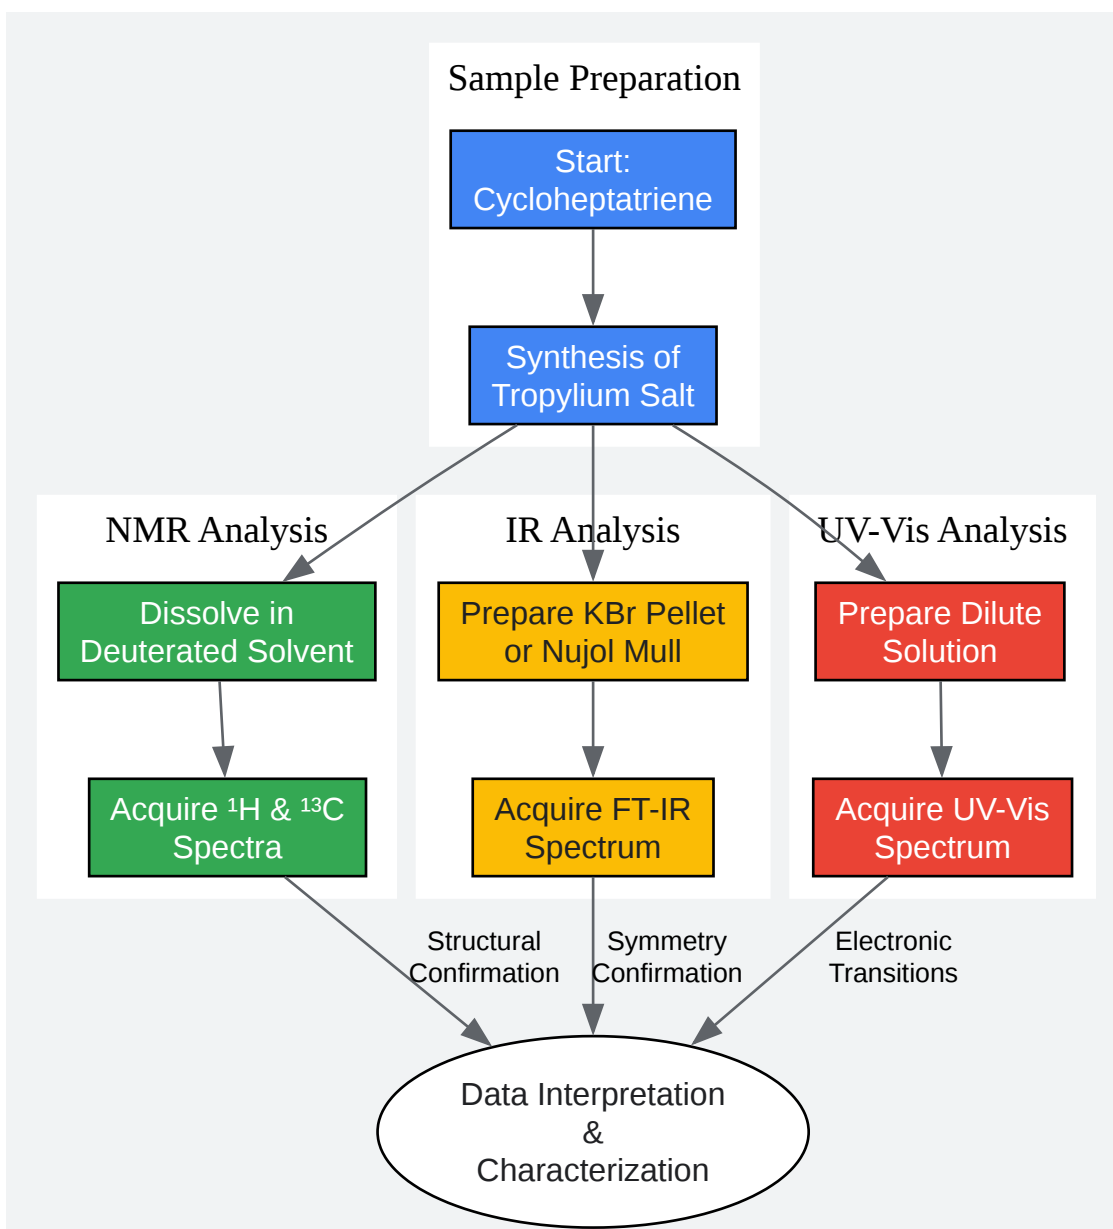 Sample Preparation
Start:
Cycloheptatriene
Synthesis of
Tropylium Salt
NMR Analysis
Dissolve in
Deuterated Solvent
Acquire ¹H & ¹³C
Spectra
IR Analysis
Prepare KBr Pellet
or Nujol Mull
Acquire FT-IR
Spectrum
UV-Vis Analysis
Prepare Dilute
Solution
Acquire UV-Vis
Spectrum
Structural
Confirmation
Symmetry
Confirmation
Electronic
Transitions
Data Interpretation
&
Characterization